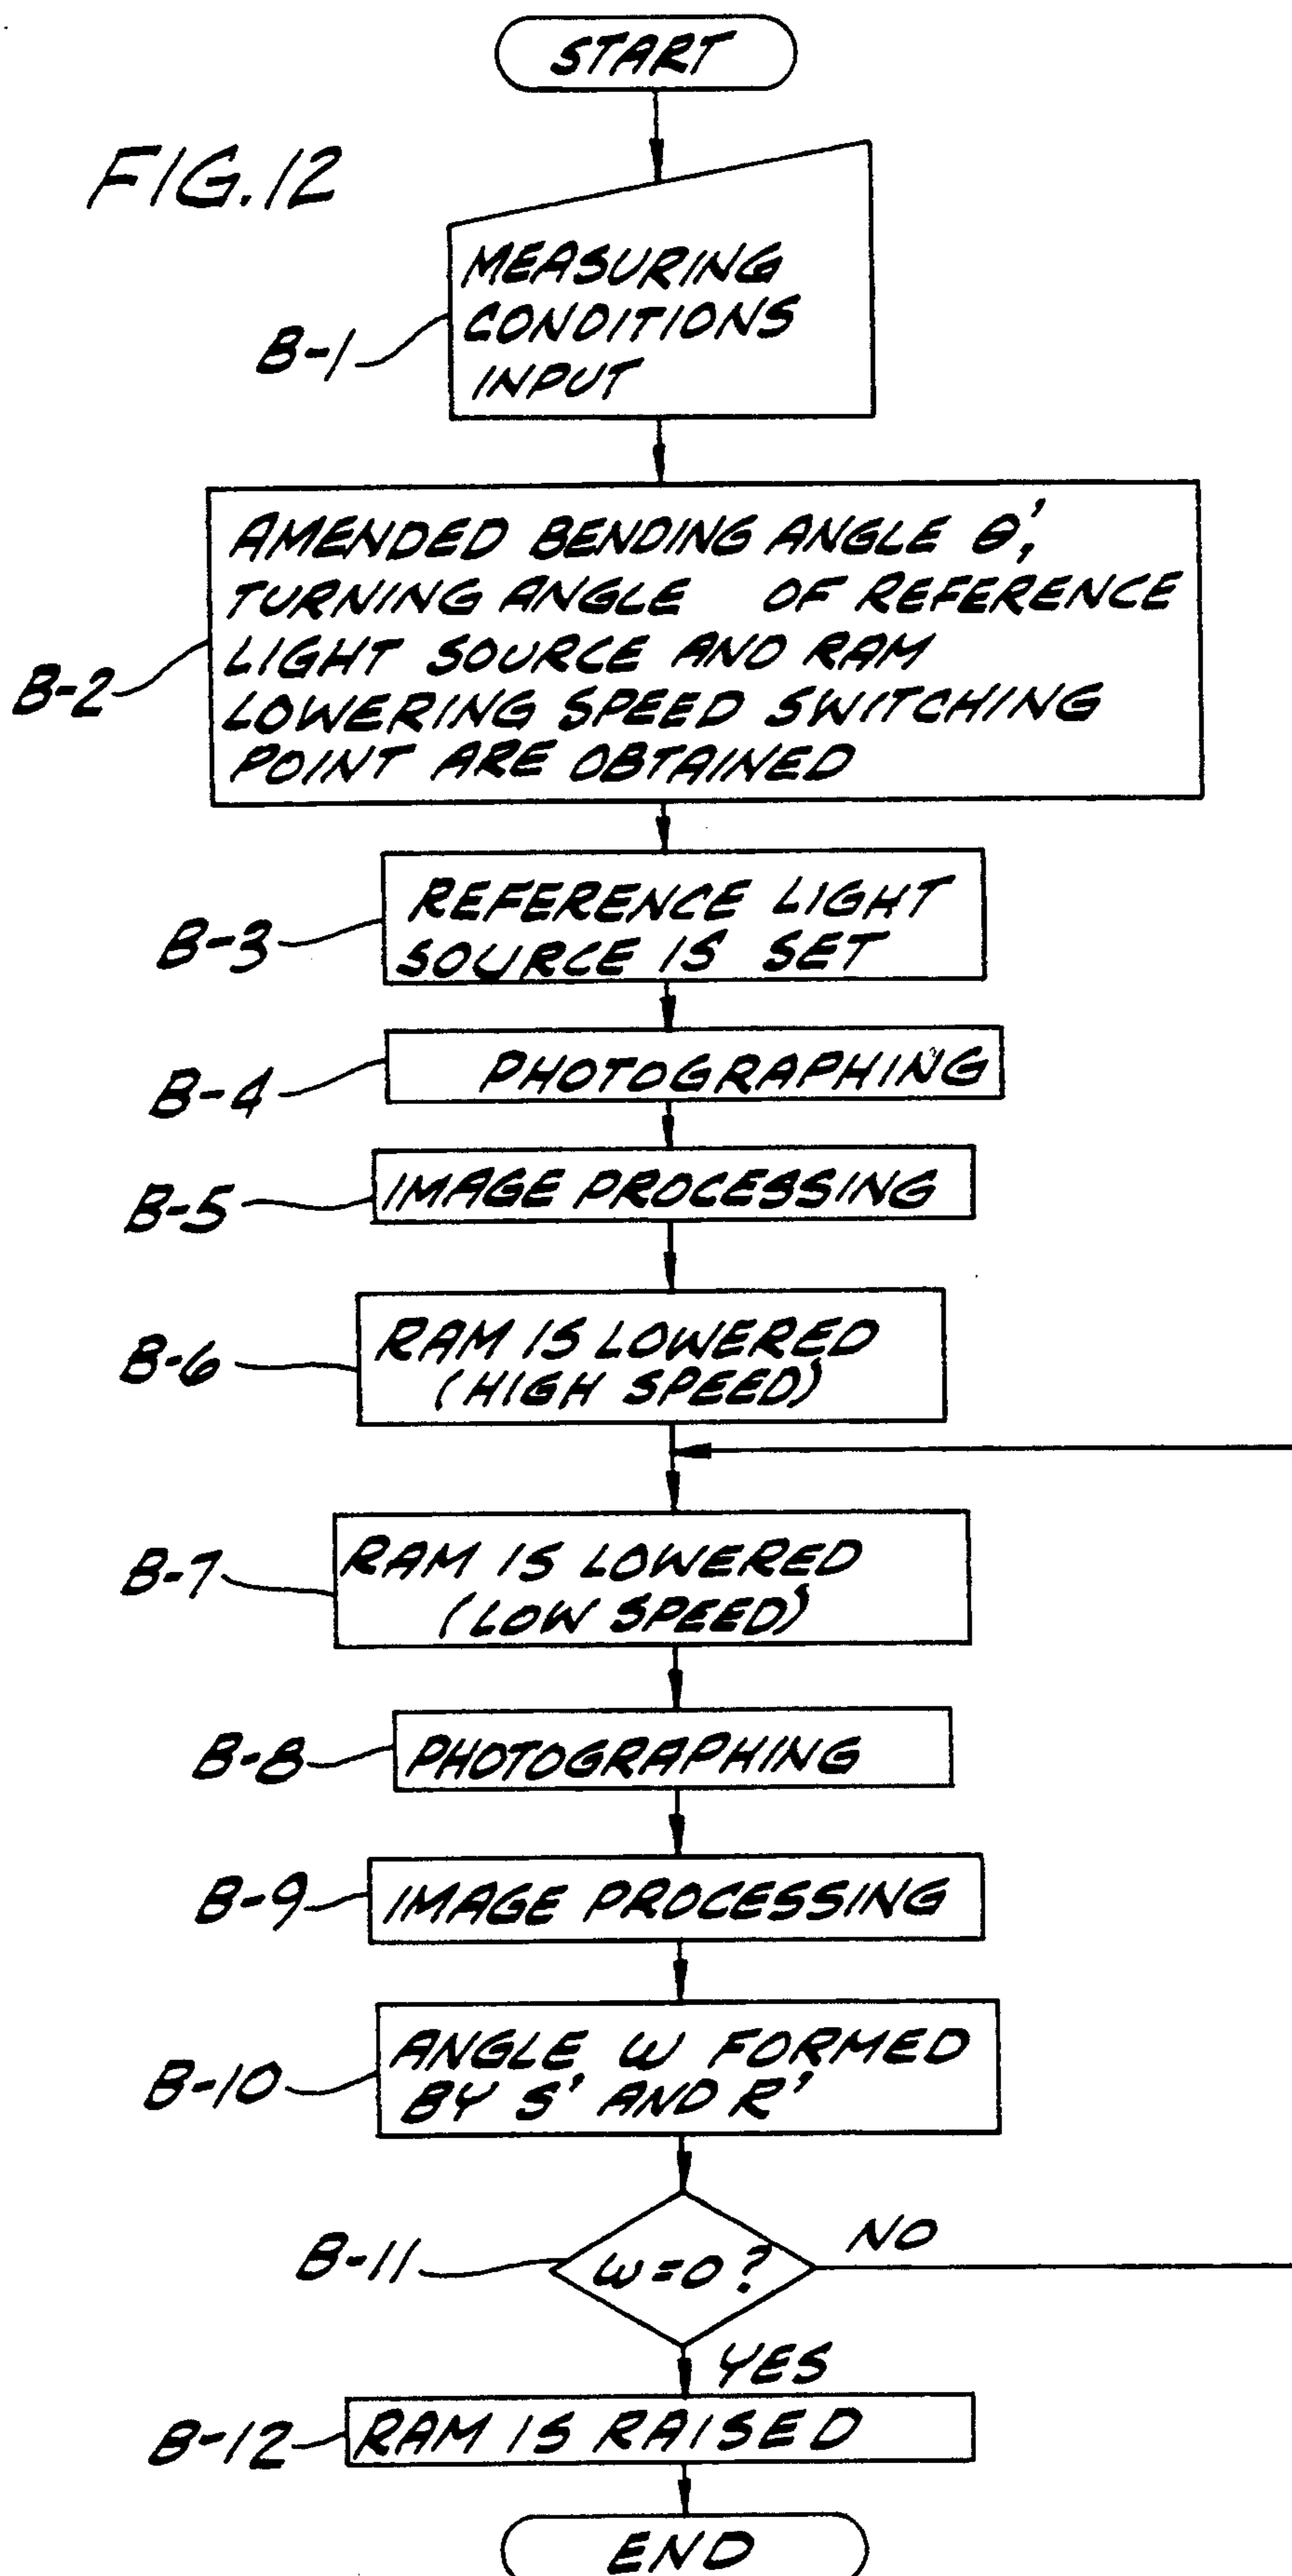 START
FIG.12
MEASURING
CONDITIONS
INPUT
B-1
AMENDED BENDING ANGLE θ',
TURNING ANGLE OF REFERENCE
LIGHT SOURCE AND RAM
LOWERING SPEED SWITCHING
POINT ARE OBTAINED
B-2
REFERENCE LIGHT
SOURCE IS SET
B-3
PHOTOGRAPHING
B-4
IMAGE PROCESSING
B-5
RAM IS LOWERED
(HIGH SPEED)
B-6
RAM IS LOWERED
(LOW SPEED)
B-7
PHOTOGRAPHING
B-8
IMAGE PROCESSING
B-9
ANGLE ω FORMED
BY S' AND R'
B-10
ω=0?
B-11
NO
YES
RAM IS RAISED
B-12
END